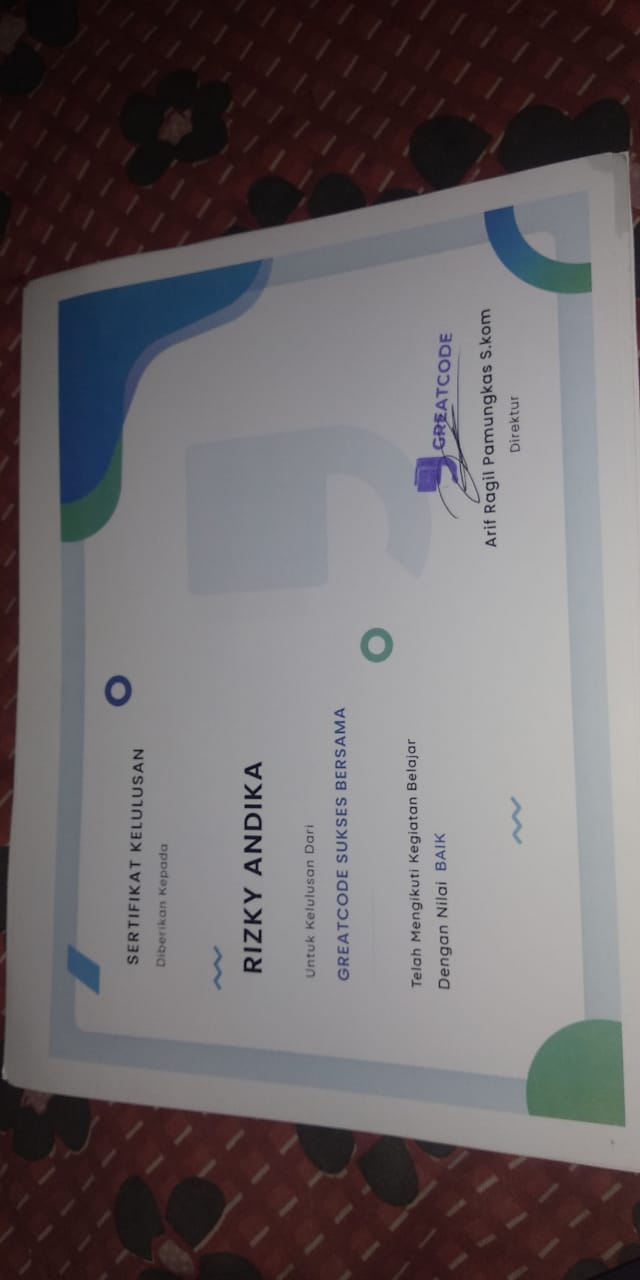 SERTIFIKAT KELULUSAN
Diberikan Kepada
RIZKY ANDIKA
Untuk Kelulusan Dari
GREATCODE SUKSES BERSAMA
Telah Mengikuti Kegiatan Belajar
Dengan Nilai BAIK
GREATCODE
Arif Ragil Pamungkas S.kom
Direktur